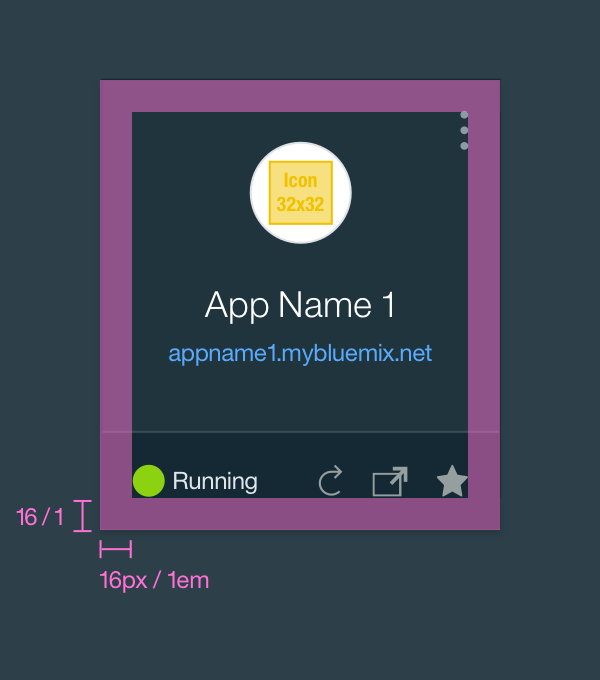 Icon
32x32
App Name 1
appname1.mybluemix.net
Running
16 / 1
16px / 1em